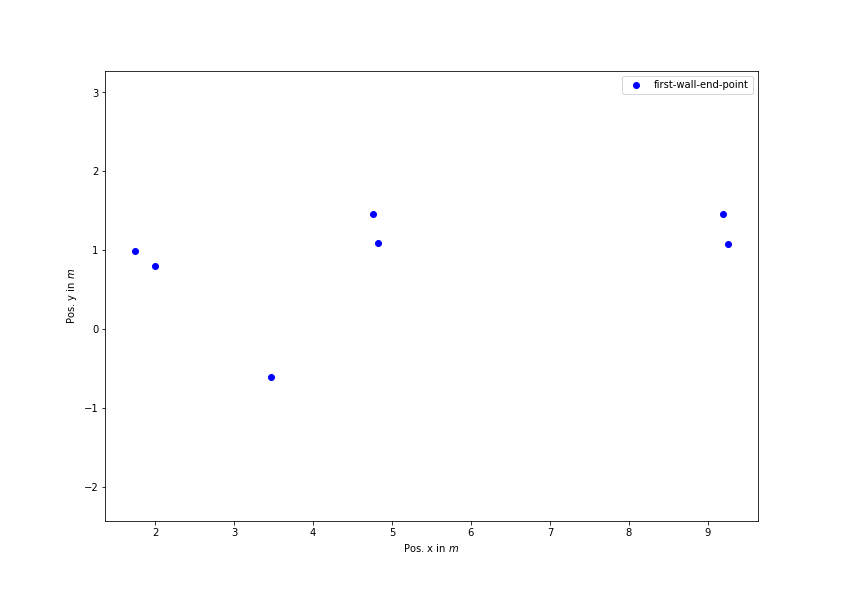 first-wall-end-point
3
2
1
0
−1
−2
Pos. y in m
2 3 4 5 6 7 8 9
Pos. x in m